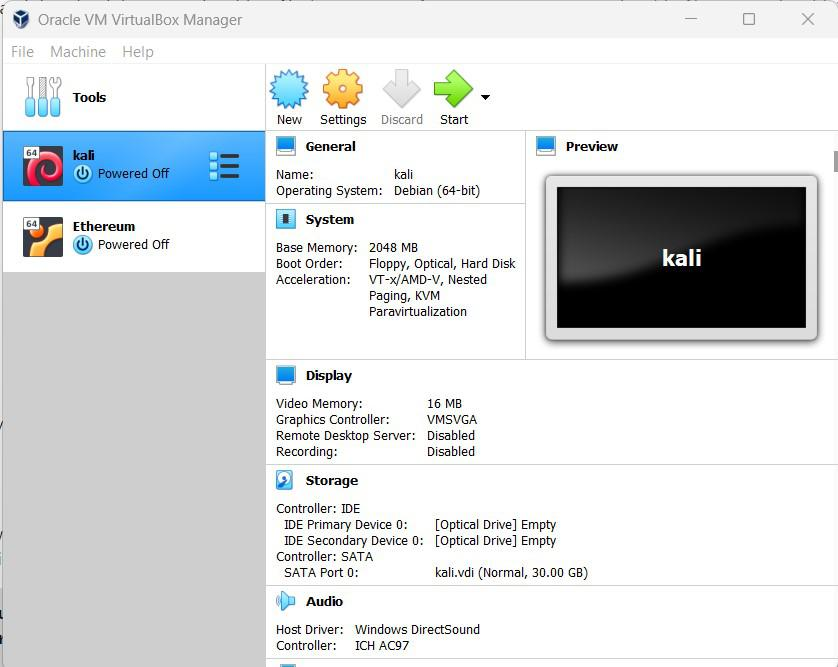 Oracle VM VirtualBox Manager
File Machine Help
Tools
New Settings Discard Start
64
kali
Powered Off
64
Ethereum
Powered Off
General
Name: kali
Operating System: Debian (64-bit)
System
Base Memory: 2048 MB
Boot Order: Floppy, Optical, Hard Disk
Acceleration: VT-x/AMD-V, Nested
Paging, KVM
Paravirtualization
Preview
kali
Display
Video Memory: 16 MB
Graphics Controller: VMSVGA
Remote Desktop Server: Disabled
Recording: Disabled
Storage
Controller: IDE
IDE Primary Device 0: [Optical Drive] Empty
IDE Secondary Device 0: [Optical Drive] Empty
Controller: SATA
SATA Port 0: kali.vdi (Normal, 30.00 GB)
Audio
Host Driver: Windows DirectSound
Controller: ICH AC97